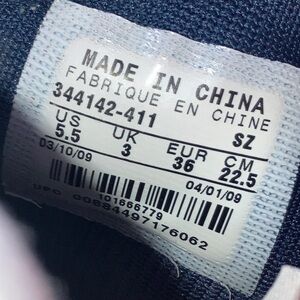 MADE IN CHINA
FABRIQUE EN CHINE
344142-411 SZ
US UK EUR CM
5.5 3 36 22.5
03/10/09 04/01/09
101666779
UPC 00884497176062